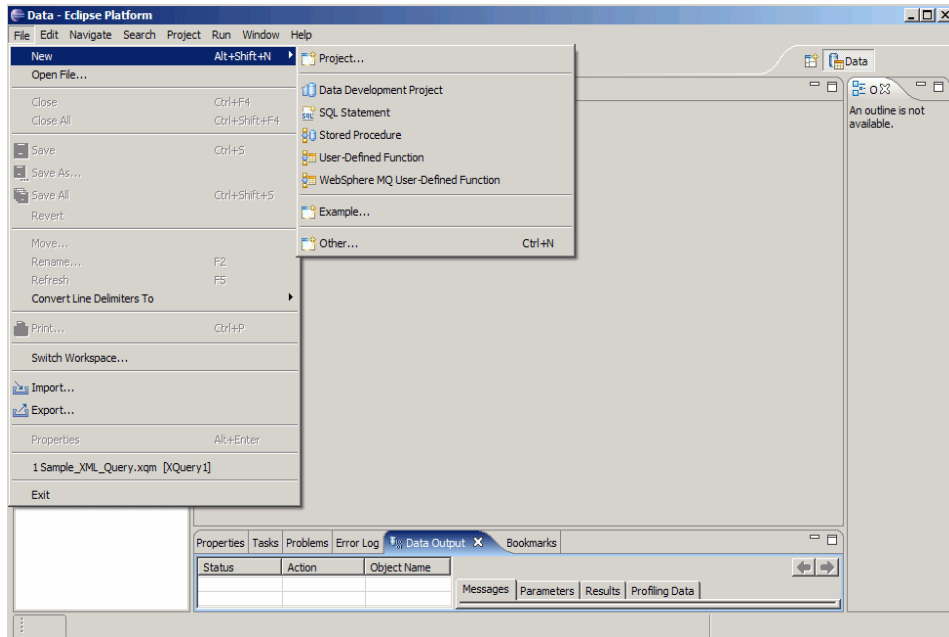 Data - Eclipse Platform
File Edit Navigate Search Project Run Window Help
New Alt+Shift+N
Open File...
Close Ctrl+F4
Close All Ctrl+Shift+F4
Save Ctrl+S
Save As...
Save All Ctrl+Shift+S
Revert
Move...
Rename... F2
Refresh F5
Convert Line Delimiters To
Print... Ctrl+P
Switch Workspace...
Import...
Export...
Properties Alt+Enter
1 Sample_XML_Query.xqm [XQuery1]
Exit
Project...
Data Development Project
SQL Statement
Stored Procedure
User-Defined Function
WebSphere MQ User-Defined Function
Example...
Other... Ctrl+N
Data
O
An outline is not
available.
Properties Tasks Problems Error Log Data Output Bookmarks
Status Action Object Name
Messages Parameters Results Profiling Data